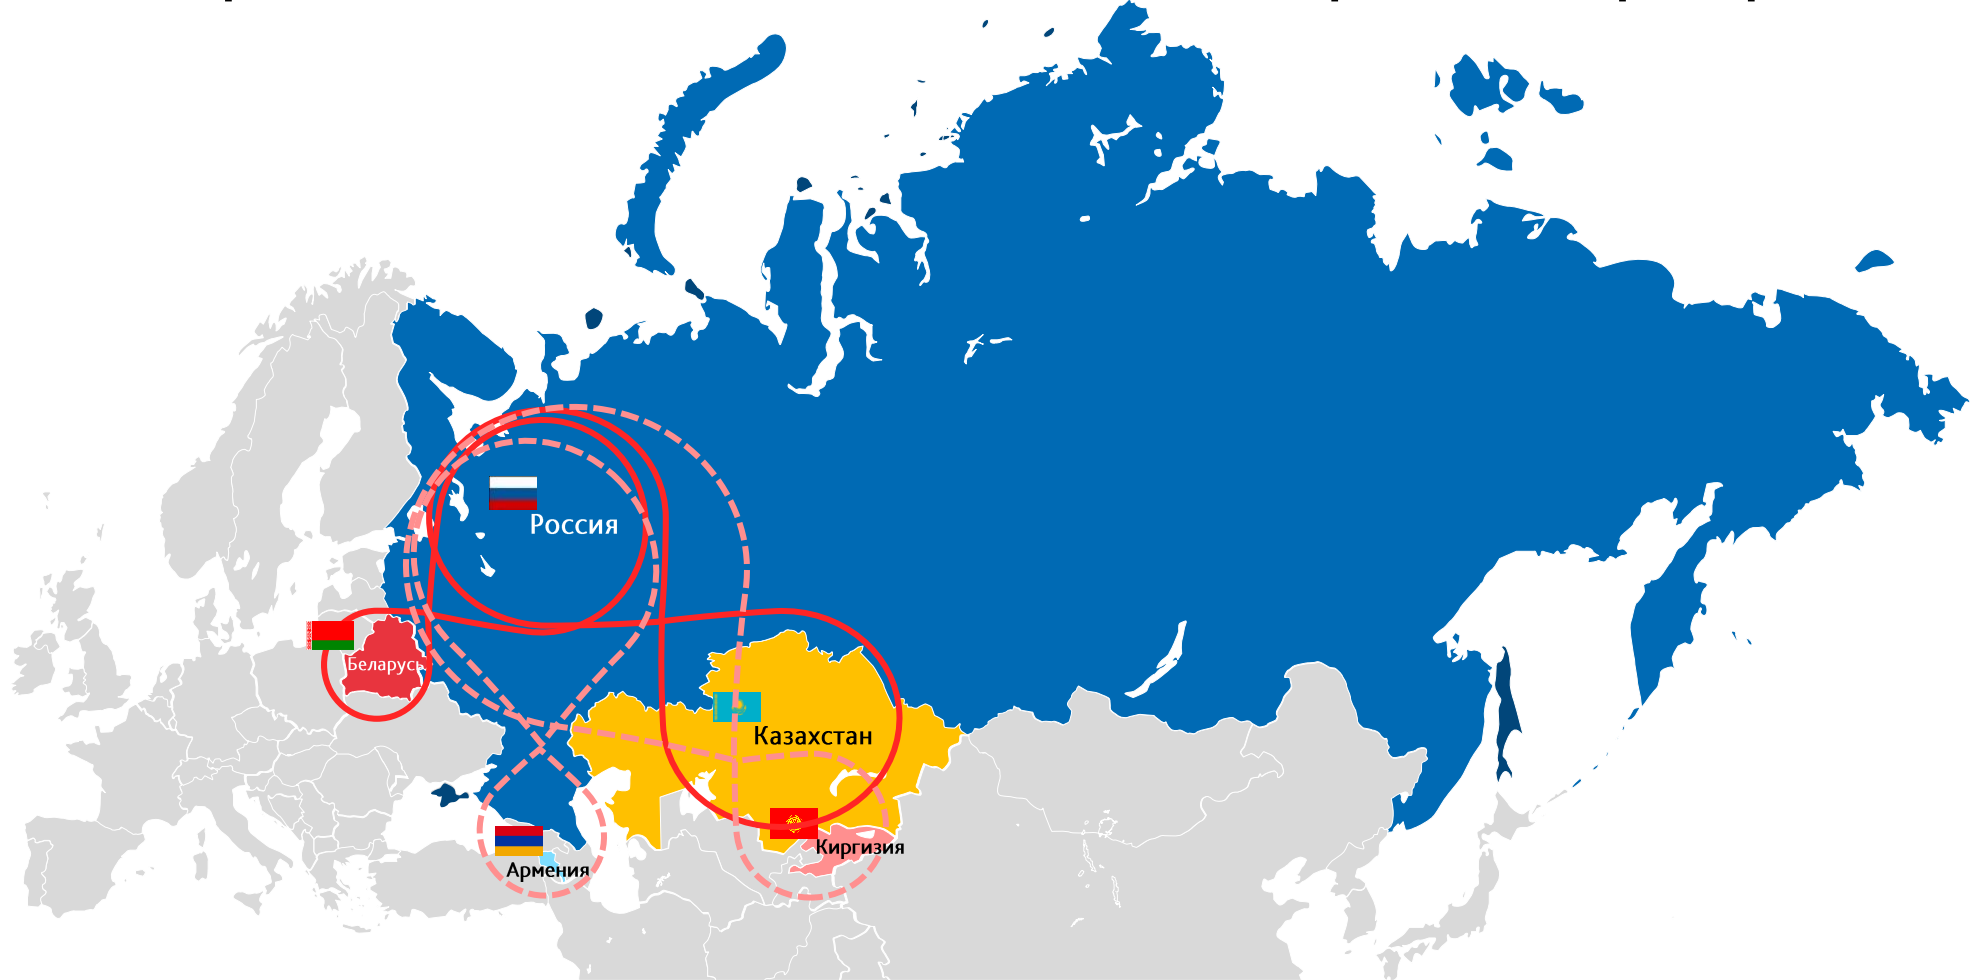 Россия
Беларусь
Казахстан
Киргизия
Армения